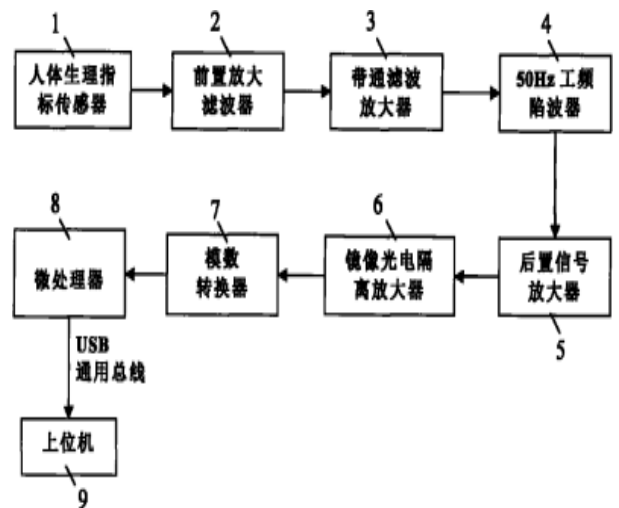 1
人体生理指
标传感器
2
前置放大
滤波器
3
带通滤波
放大器
4
50Hz 工频
陷波器
8
微处理器
7
模数
转换器
6
镜像光电隔
离放大器
后置信号
放大器
5
USB
通用总线
上位机
9